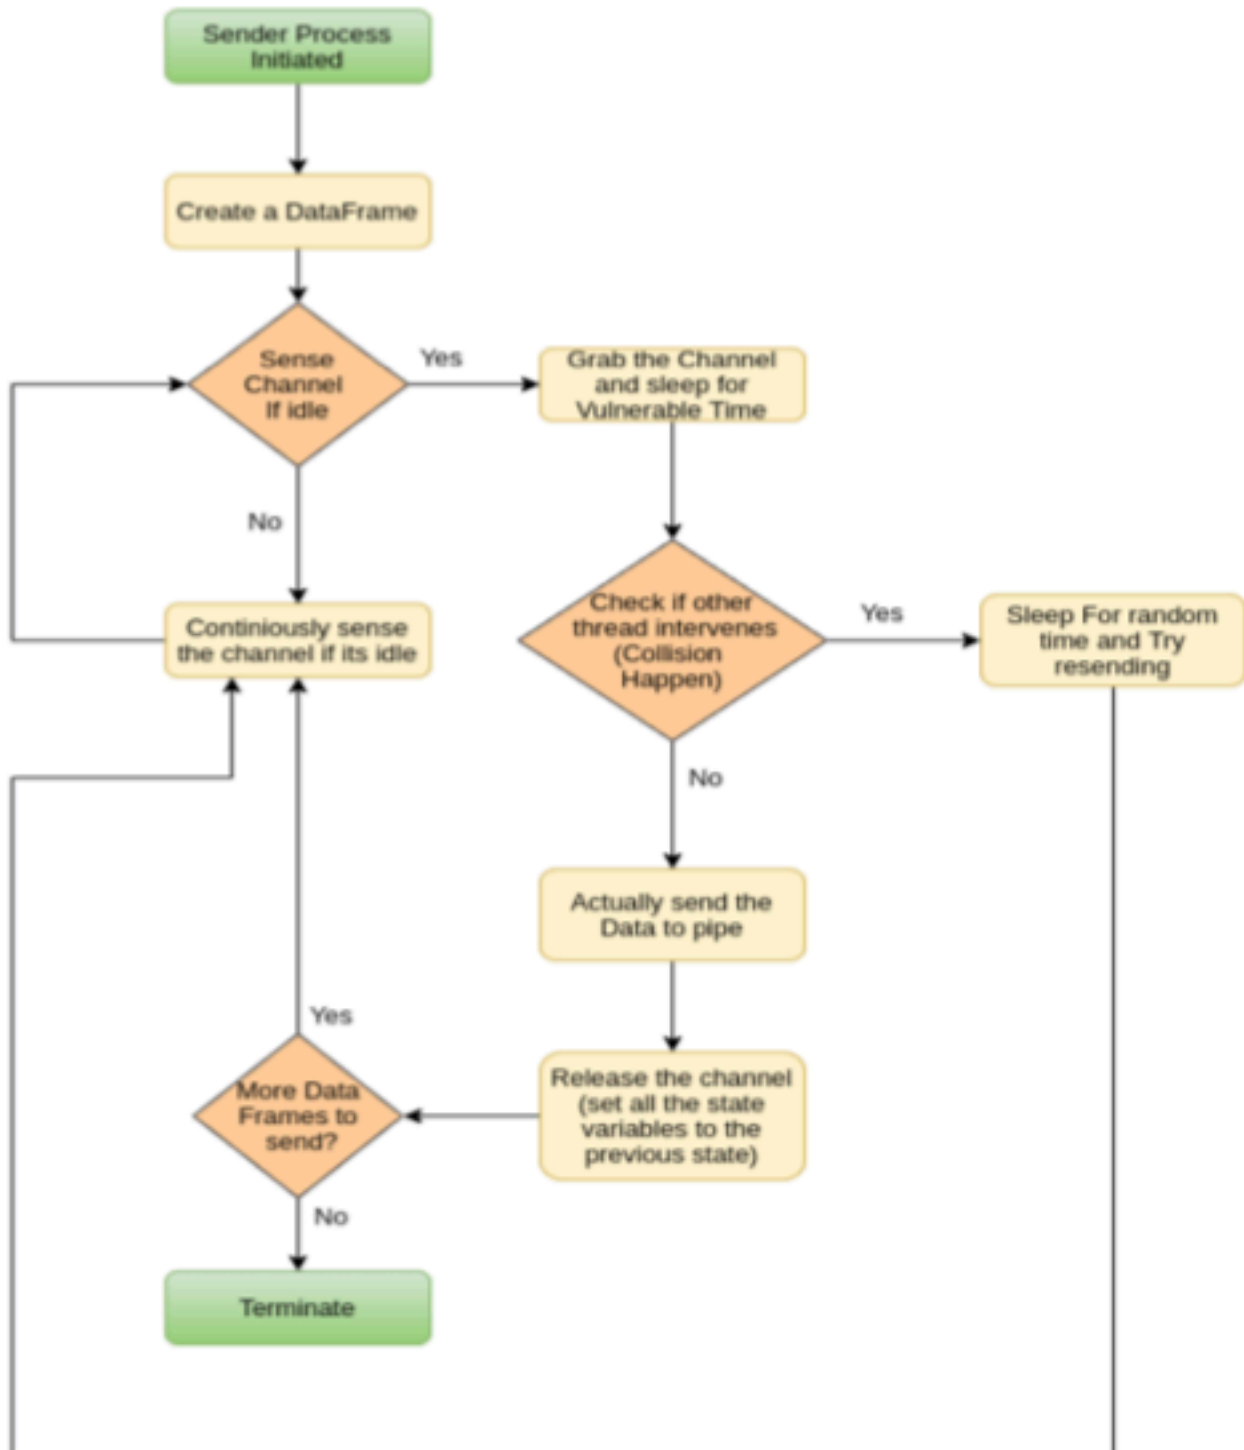 Sender Process
Initiated
Create a DataFrame
Sense
Channel
If idle
Yes
Grab the Channel
and sleep for
Vulnerable Time
No
Continiously sense
the channel if its idle
Check if other
thread intervenes
(Collision
Happen)
Yes
Sleep For random
time and Try
resending
No
Actually send the
Data to pipe
Release the channel
(set all the state
variables to the
previous state)
Yes
More Data
Frames to
send?
No
Terminate